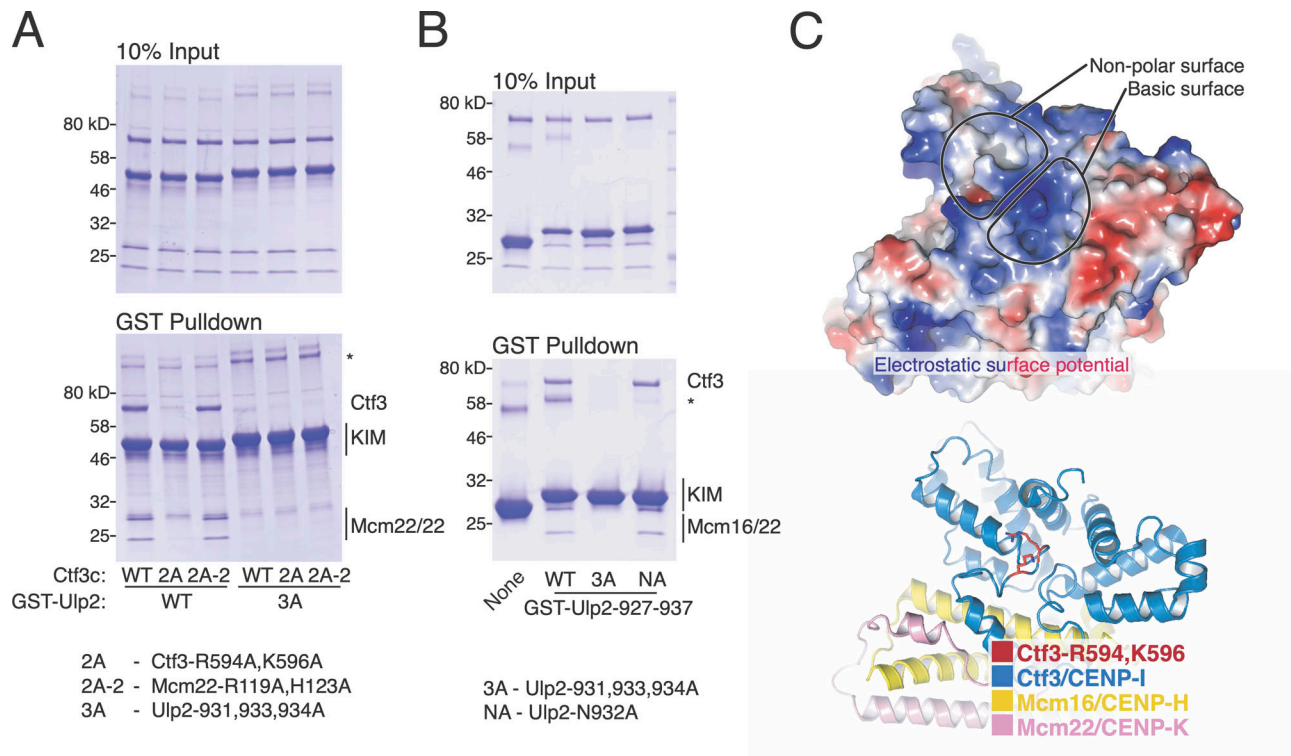 A
10% Input
80 kD-
58 -
46 -
32-
25-
GST Pulldown
*
80 kD-
Ctf3
58 -
KIM
46 -
32 -
Mcm22/22
25-
Ctf3c: WT 2A 2A-2 WT 2A 2A-2
GST-Ulp2: WT 3A
2A - Ctf3-R594A,K596A
2A-2 - Mcm22-R119A,H123A
3A - Ulp2-931,933,934A
B
10% Input
80 kD-
58-
46-
32-
25-
GST Pulldown
80 kD-
Ctf3
*
58-
46-
32-
KIM
25-
Mcm16/22
None WT 3A NA
GST-Ulp2-927-937
3A - Ulp2-931,933,934A
NA - Ulp2-N932A
C
Non-polar surface
Basic surface
Electrostatic surface potential
Ctf3-R594,K596
Ctf3/CENP-I
Mcm16/CENP-H
Mcm22/CENP-K